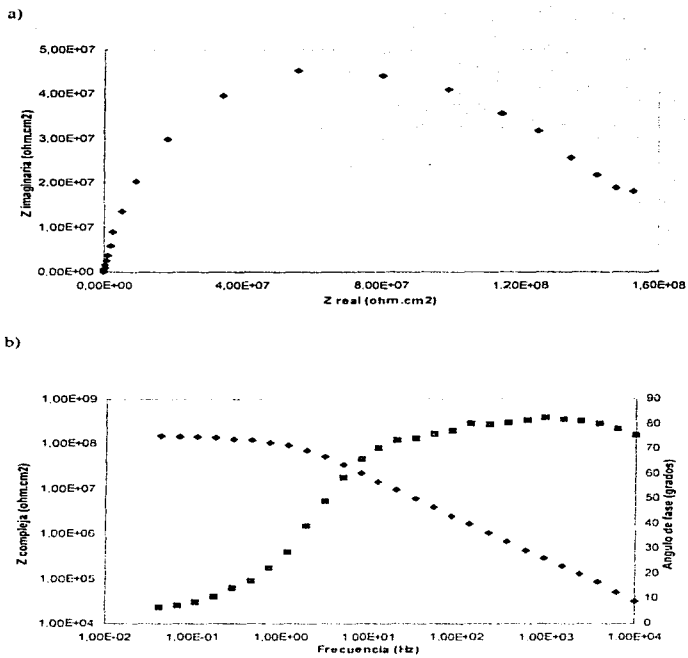 a)
5,00E+07
4,00E+07
3,00E+07
2,00E+07
1,00E+07
0,00E+00
Z imaginaria (ohm.cm2)
0,00E+00 4,00E+07 8,00E+07 1,20E+08 1,60E+08
Z real (ohm.cm2)
b)
1,00E+09
1,00E+08
1,00E+07
1,00E+06
1,00E+05
1,00E+04
Z compleja (ohm.cm2)
90
80
70
60
50
40
30
20
10
0
Angulo de fase (grados)
1,00E-02 1,00E-01 1,00E+00 1,00E+01 1,00E+02 1,00E+03 1,00E+04
Frecuencia (Hz)